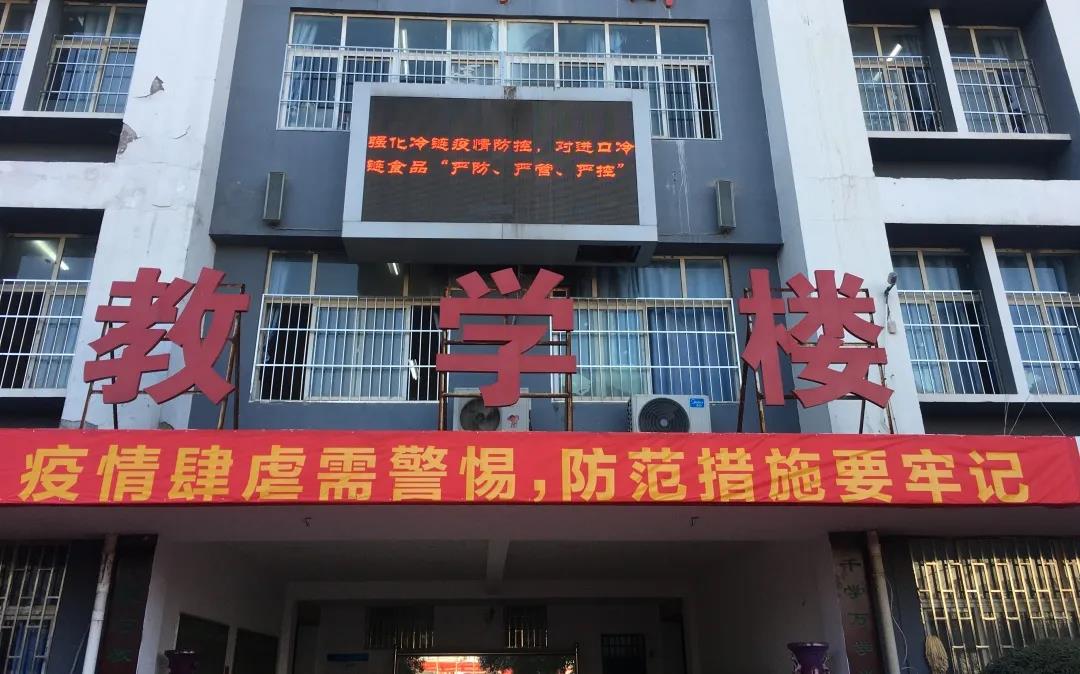 强化冷链疫情防控，对进口冷
链食品“严防、严管、严控”
教学楼
疫情肆虐需警惕，防范措施要牢记